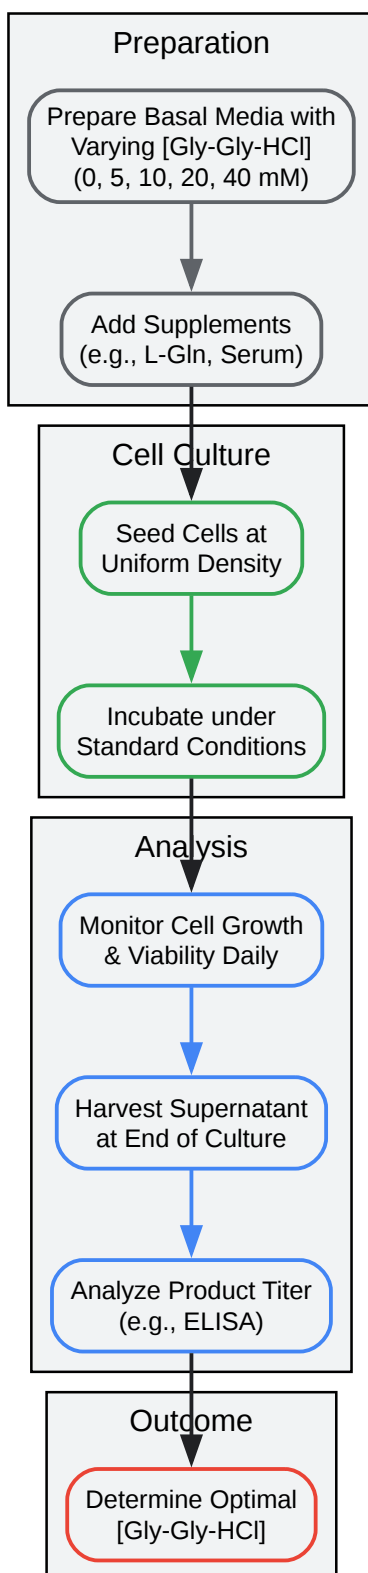 Preparation
Prepare Basal Media with
Varying [Gly-Gly-HCl]
(0, 5, 10, 20, 40 mM)
Add Supplements
(e.g., L-Gln, Serum)
Cell Culture
Seed Cells at
Uniform Density
Incubate under
Standard Conditions
Analysis
Monitor Cell Growth
& Viability Daily
Harvest Supernatant
at End of Culture
Analyze Product Titer
(e.g., ELISA)
Outcome
Determine Optimal
[Gly-Gly-HCl]